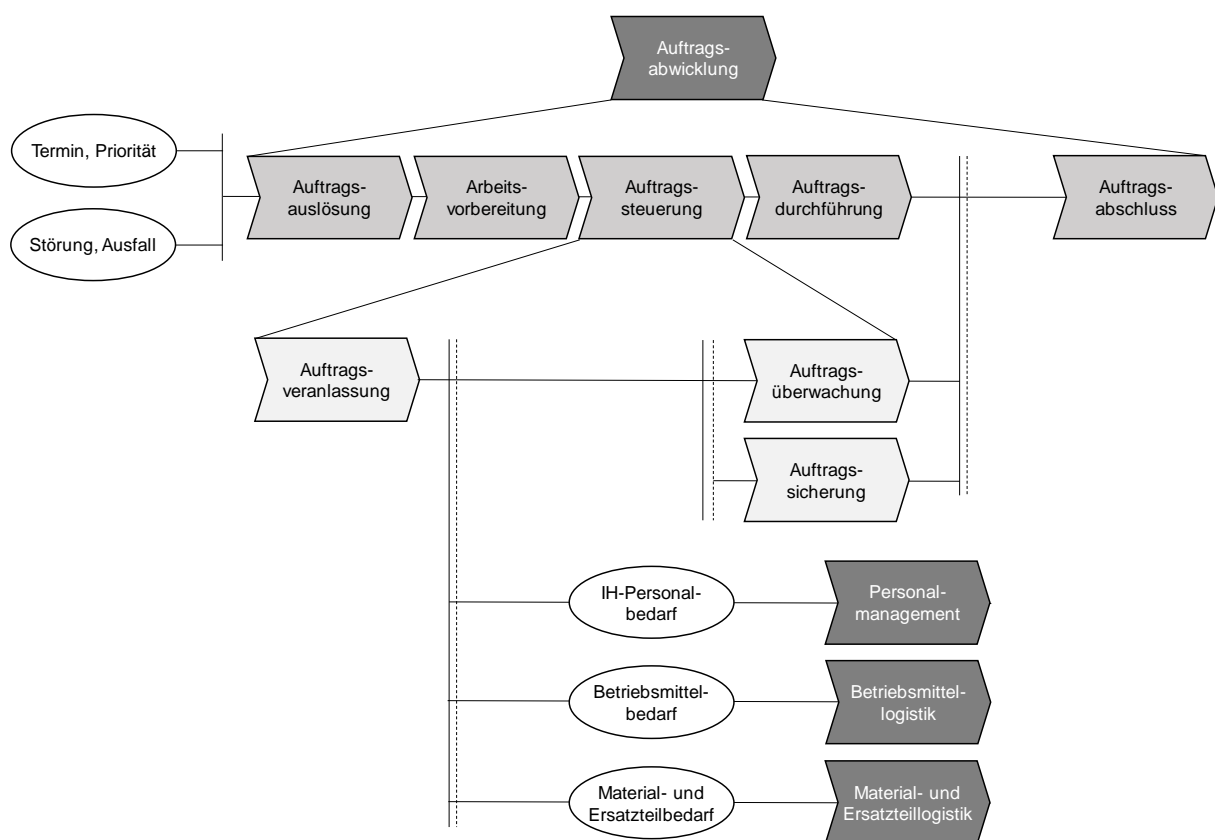 Auftrags-
abwicklung
Termin, Priorität
Störung, Ausfall
Auftrags-
auslösung
Arbeits-
vorbereitung
Auftrags-
steuerung
Auftrags-
durchführung
Auftrags-
abschluss
Auftrags-
veranlassung
Auftrags-
überwachung
Auftrags-
sicherung
IH-Personal-
bedarf
Personal-
management
Betriebsmittel-
bedarf
Betriebsmittel-
logistik
Material- und
Ersatzteilbedarf
Material- und
Ersatzteillogistik